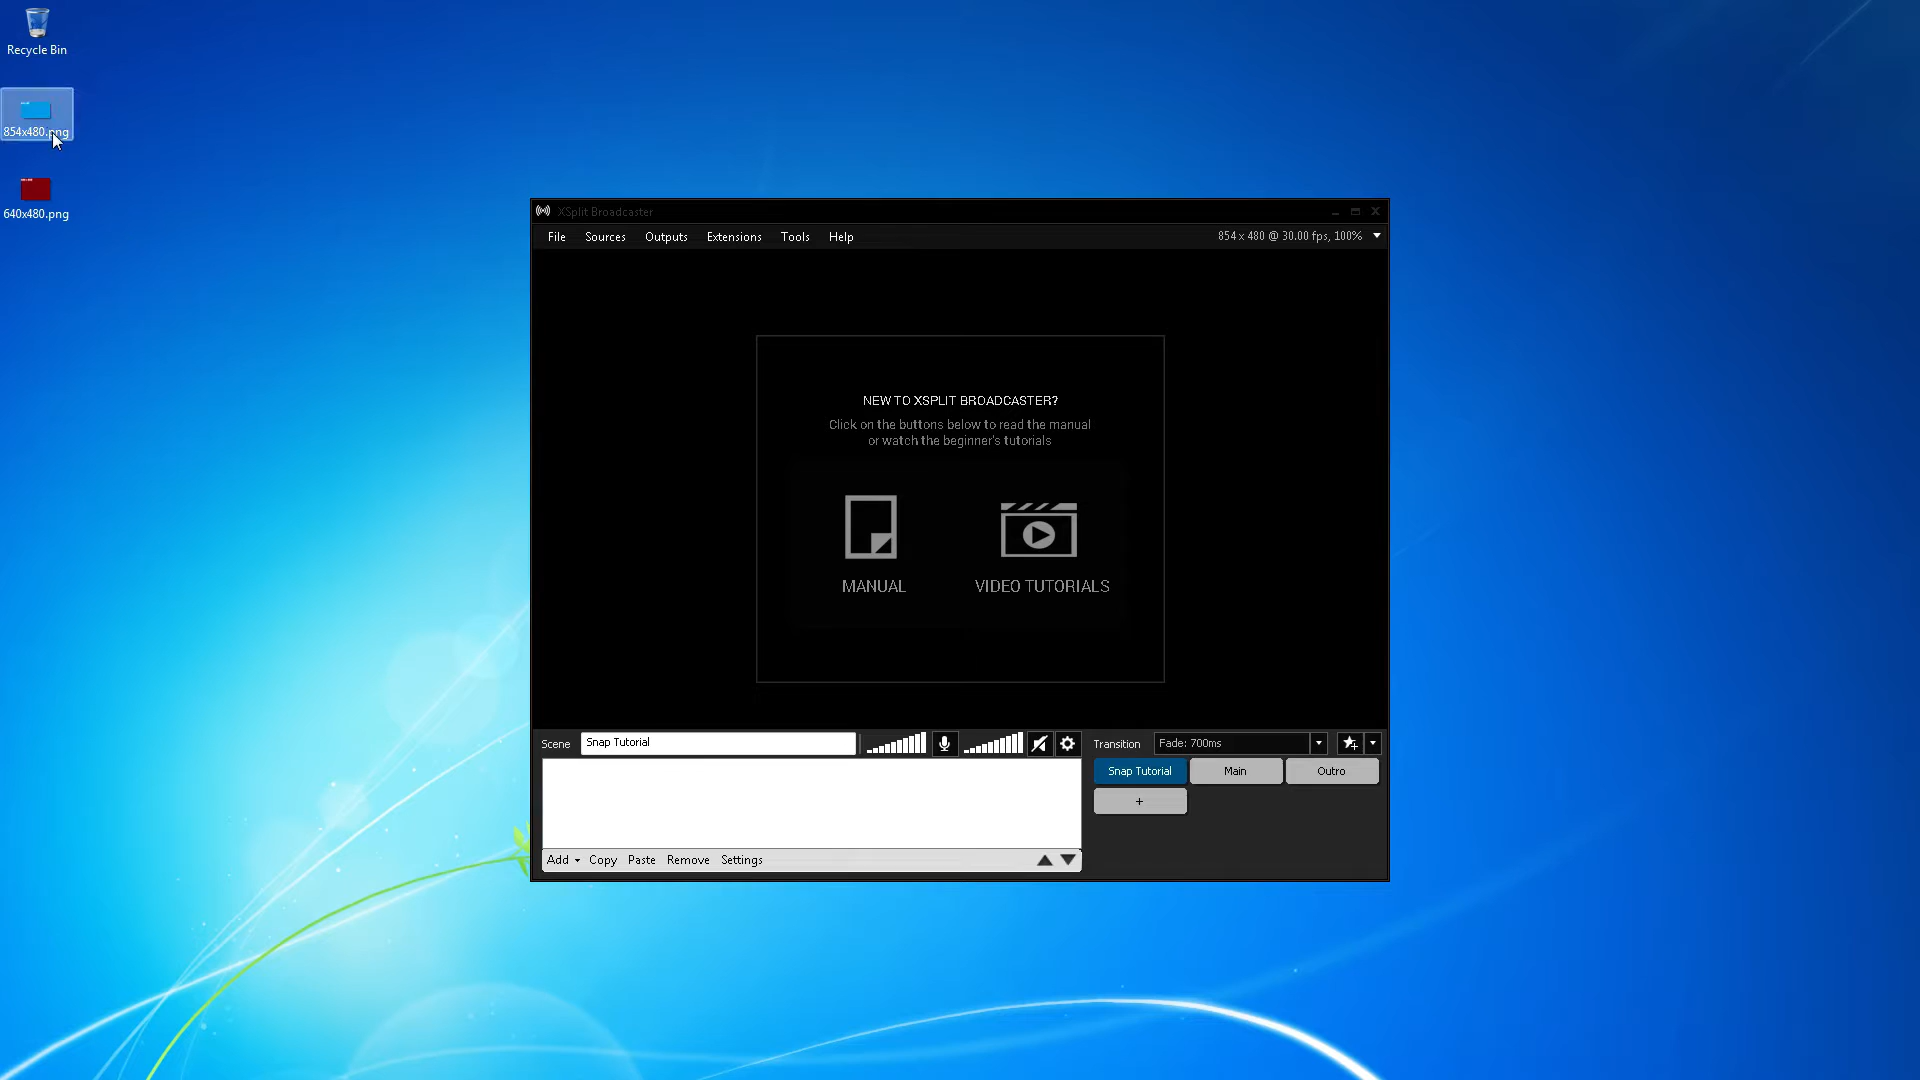 Recycle Bin
854x480.png
640x480.png
XSplit Broadcaster
File Sources Outputs Extensions Tools Help 854 x 480 @ 30.00 fps, 100%
NEW TO XSPLIT BROADCASTER?
Click on the buttons below to read the manual
or watch the beginner's tutorials
MANUAL VIDEO TUTORIALS
Scene Snap Tutorial Transition Fade: 700ms
Snap Tutorial Main Outro
+
Add Copy Paste Remove Settings